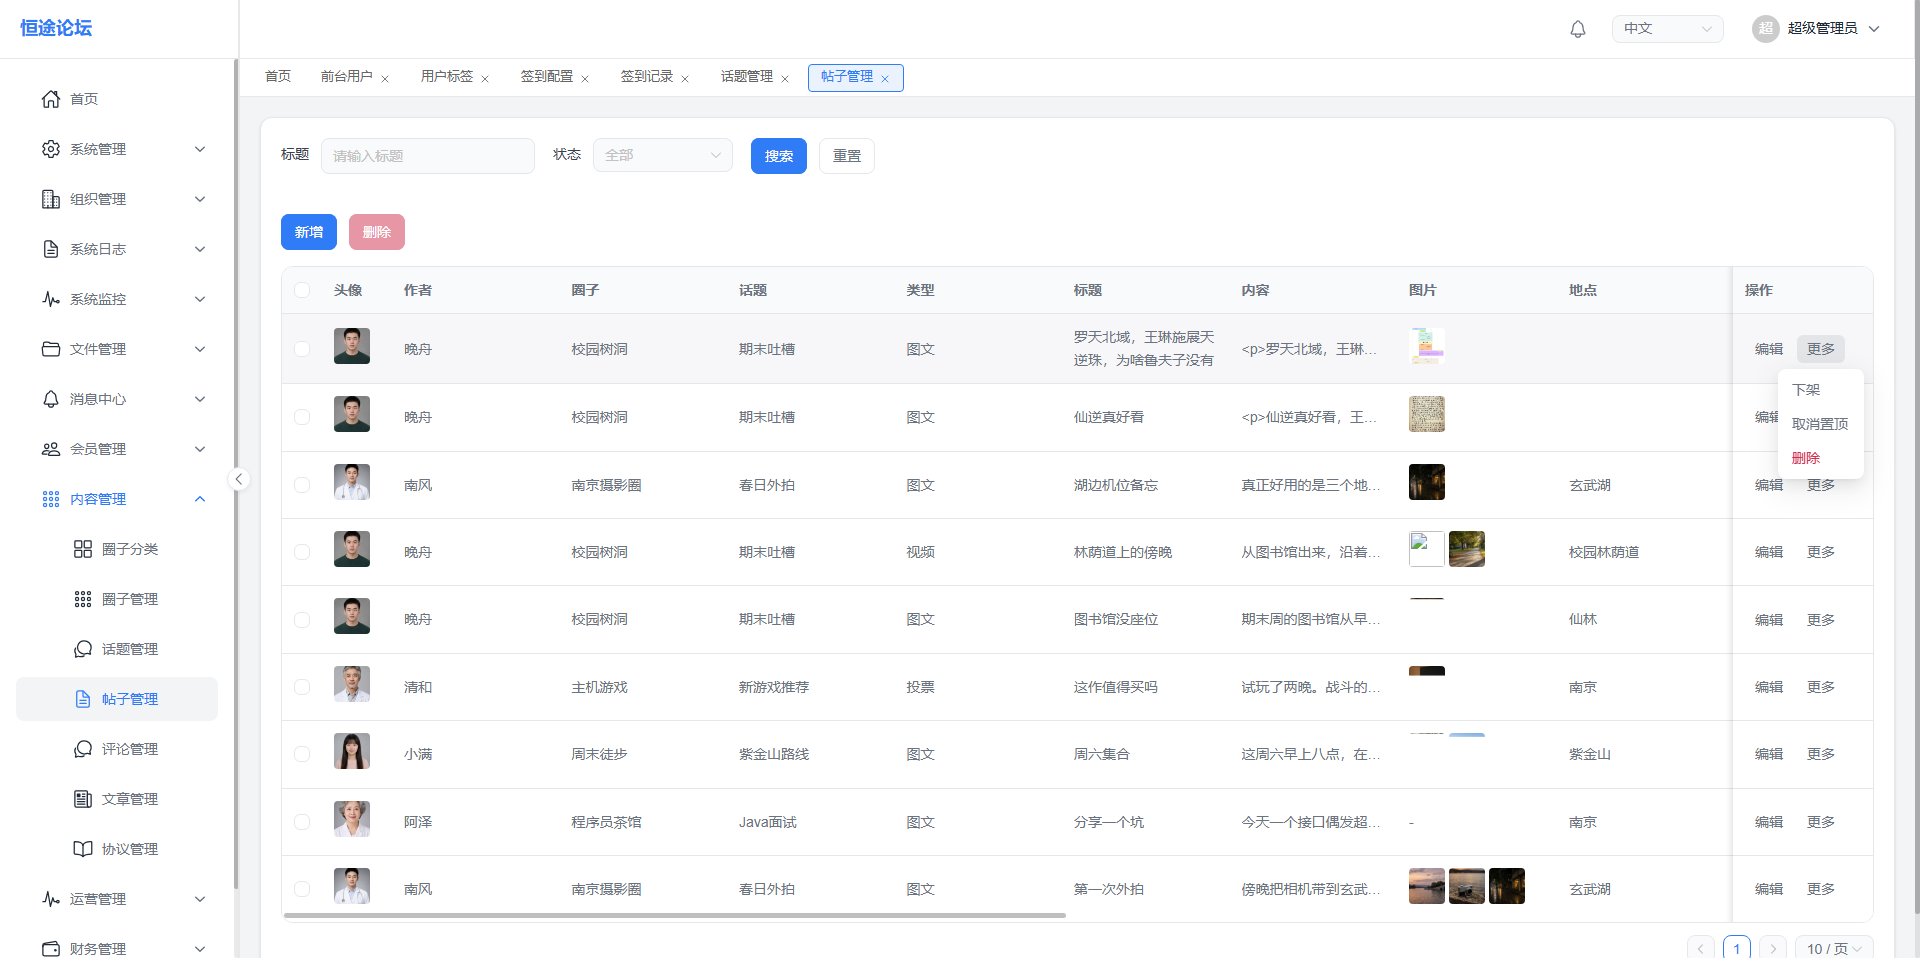 恒途论坛
中文
超
超级管理员
首页
系统管理
组织管理
系统日志
系统监控
文件管理
消息中心
会员管理
内容管理
圈子分类
圈子管理
话题管理
帖子管理
评论管理
文章管理
协议管理
运营管理
财务管理
首页 前台用户 用户标签 签到配置 签到记录 话题管理 帖子管理
标题 请输入标题 状态 全部 搜索 重置
新增 删除
头像 作者 圈子 话题 类型 标题 内容 图片 地点 操作
晚舟 校园树洞 期末吐槽 图文 罗天北域，王琳施展天
逆珠，为啥鲁夫子没有 <p>罗天北域，王琳... 编辑 更多
下架
取消置顶
删除
晚舟 校园树洞 期末吐槽 图文 仙逆真好看 <p>仙逆真好看，王... 编辑
南风 南京摄影圈 春日外拍 图文 湖边机位备忘 真正好用的是三个地... 玄武湖 编辑 更多
晚舟 校园树洞 期末吐槽 视频 林荫道上的傍晚 从图书馆出来，沿着... 校园林荫道 编辑 更多
晚舟 校园树洞 期末吐槽 图文 图书馆没座位 期末周的图书馆从早... 仙林 编辑 更多
清和 主机游戏 新游戏推荐 投票 这作值得买吗 试玩了两晚。战斗的... 南京 编辑 更多
小满 周末徒步 紫金山路线 图文 周六集合 这周六早上八点，在... 紫金山 编辑 更多
阿泽 程序员茶馆 Java面试 图文 分享一个坑 今天一个接口偶发超... - 南京 编辑 更多
南风 南京摄影圈 春日外拍 图文 第一次外拍 傍晚把相机带到玄武... 玄武湖 编辑 更多
1 10 / 页